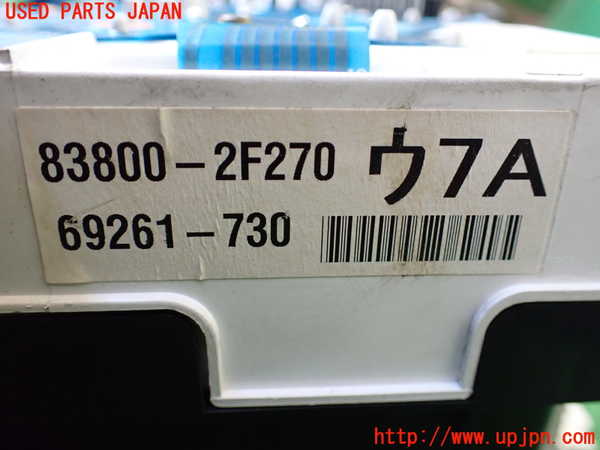 USED PARTS JAPAN
83800-2F270 ウ7A
69261-730
http://www.upjpn.com/